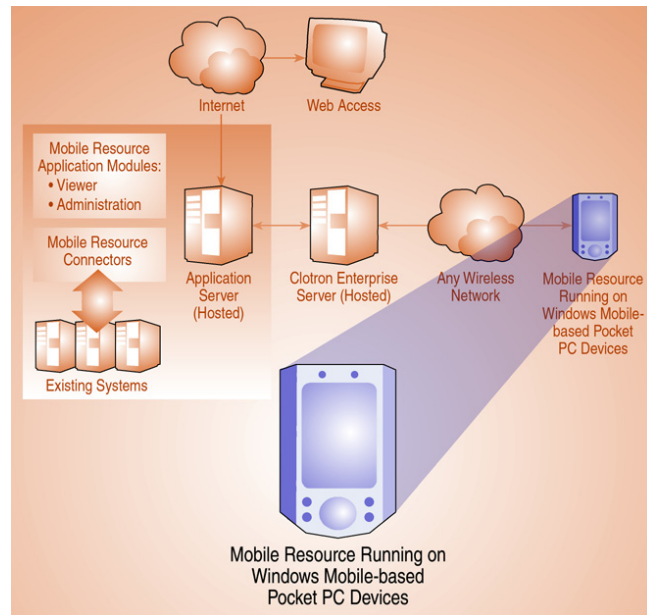 Internet
Web Access
Mobile Resource
Application Modules:
• Viewer
• Administration
Mobile Resource
Connectors
Existing Systems
Application
Server
(Hosted)
Clotron Enterprise
Server (Hosted)
Any Wireless
Network
Mobile Resource
Running on
Windows Mobile-
based Pocket
PC Devices
Mobile Resource Running on
Windows Mobile-based
Pocket PC Devices